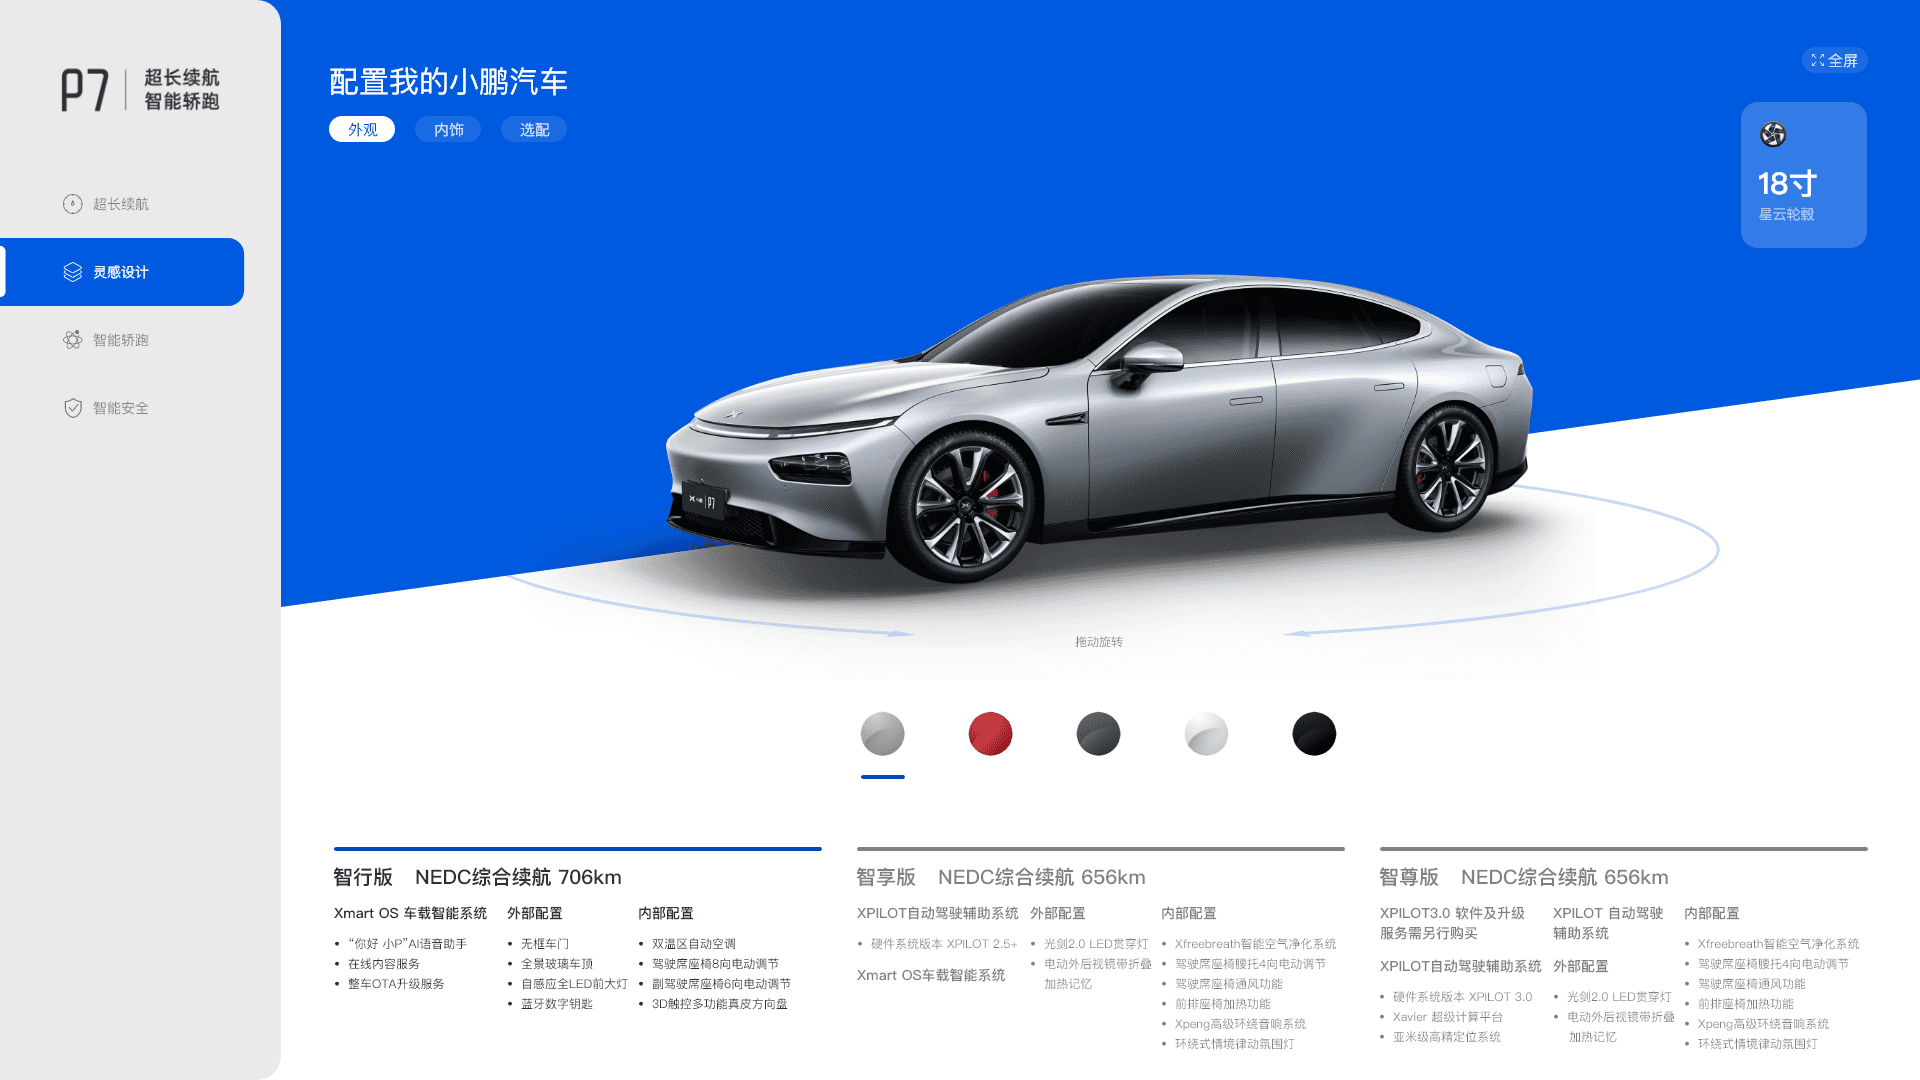 P7
超长续航
智能轿跑
超长续航
灵感设计
智能轿跑
智能安全
配置我的小鹏汽车
外观
内饰
选配
全屏
18寸
星云轮毂
小鹏 P7
拖动旋转
智行版 NEDC综合续航 706km
Xmart OS 车载智能系统
• “你好 小P”AI语音助手
• 在线内容服务
• 整车OTA升级服务
外部配置
• 无框车门
• 全景玻璃车顶
• 自感应全LED前大灯
• 蓝牙数字钥匙
内部配置
• 双温区自动空调
• 驾驶席座椅8向电动调节
• 副驾驶席座椅6向电动调节
• 3D触控多功能真皮方向盘
智享版 NEDC综合续航 656km
XPILOT自动驾驶辅助系统
• 硬件系统版本 XPILOT 2.5+
Xmart OS车载智能系统
外部配置
• 光剑2.0 LED贯穿灯
• 电动外后视镜带折叠
加热记忆
内部配置
• Xfreebreath智能空气净化系统
• 驾驶席座椅腰托4向电动调节
• 驾驶席座椅通风功能
• 前排座椅加热功能
• Xpeng高级环绕音响系统
• 环绕式情境律动氛围灯
智尊版 NEDC综合续航 656km
XPILOT3.0 软件及升级
服务需另行购买
XPILOT自动驾驶辅助系统
• 硬件系统版本 XPILOT 3.0
• Xavier 超级计算平台
• 亚米级高精定位系统
XPILOT 自动驾驶
辅助系统
外部配置
• 光剑2.0 LED贯穿灯
• 电动外后视镜带折叠
加热记忆
内部配置
• Xfreebreath智能空气净化系统
• 驾驶席座椅腰托4向电动调节
• 驾驶席座椅通风功能
• 前排座椅加热功能
• Xpeng高级环绕音响系统
• 环绕式情境律动氛围灯